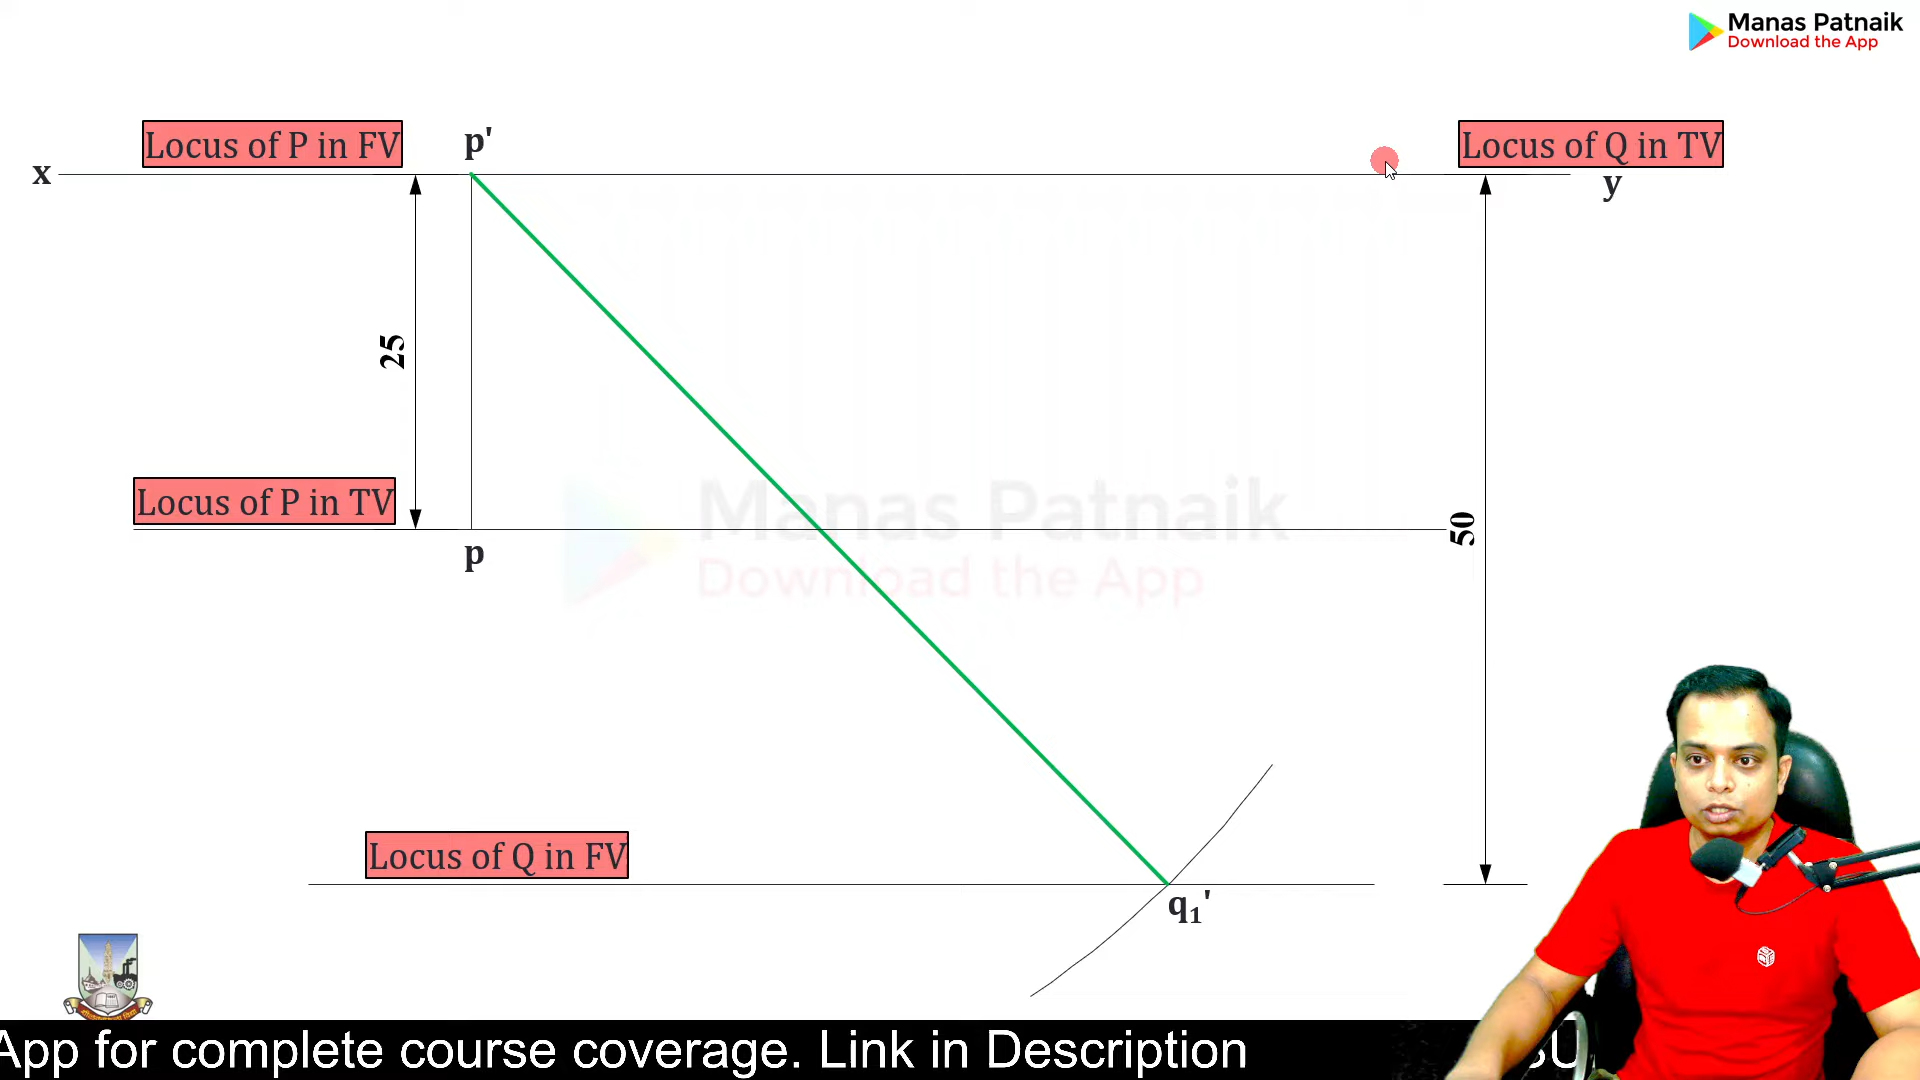 Manas Patnaik
Download the App
Locus of P in FV
p'
Locus of Q in TV
x
y
25
Locus of P in TV
Manas Patnaik
50
p
Download the App
Locus of Q in FV
q₁'
App for complete course coverage. Link in Description